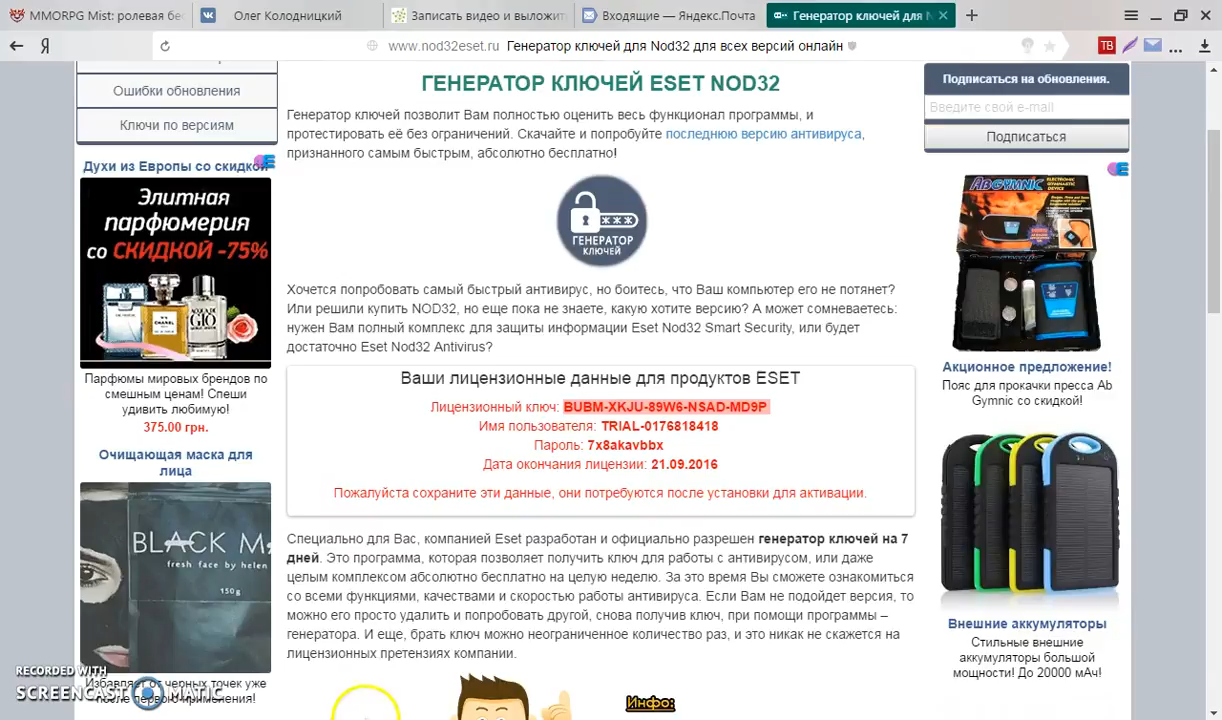 MMORPG Mist: ролевая бе
Олег Колодницкий
Записать видео и выложит
Входящие — Яндекс.Почта
Генератор ключей для N
www.nod32eset.ru Генератор ключей для Nod32 для всех версий онлайн
Ошибки обновления
Ключи по версиям
Духи из Европы со скидкой
Элитная
парфюмерия
со СКИДКОЙ -75%
CHANEL
Парфюмы мировых брендов по
смешным ценам! Спеши
удивить любимую!
375.00 грн.
Очищающая маска для
лица
BLACK M
fresh face by helen
150 g
Избавляет от черных точек уже
после первого применения!
ГЕНЕРАТОР КЛЮЧЕЙ ESET NOD32
Генератор ключей позволит Вам полностью оценить весь функционал программы, и
протестировать её без ограничений. Скачайте и попробуйте последнюю версию антивируса,
признанного самым быстрым, абсолютно бесплатно!
ГЕНЕРАТОР
КЛЮЧЕЙ
Хочется попробовать самый быстрый антивирус, но боитесь, что Ваш компьютер его не потянет?
Или решили купить NOD32, но еще пока не знаете, какую хотите версию? А может сомневаетесь:
нужен Вам полный комплекс для защиты информации Eset Nod32 Smart Security, или будет
достаточно Eset Nod32 Antivirus?
Ваши лицензионные данные для продуктов ESET
Лицензионный ключ: BUBM-XKJU-89W6-NSAD-MD9P
Имя пользователя: TRIAL-0176818418
Пароль: 7x8akavbbx
Дата окончания лицензии: 21.09.2016
Пожалуйста сохраните эти данные, они потребуются после установки для активации.
Специально для Вас, компанией Eset разработан и официально разрешен генератор ключей на 7
дней. Это программа, которая позволяет получить ключ для работы с антивирусом, или даже
целым комплексом абсолютно бесплатно на целую неделю. За это время Вы сможете ознакомиться
со всеми функциями, качествами и скоростью работы антивируса. Если Вам не подойдет версия, то
можно его просто удалить и попробовать другой, снова получив ключ, при помощи программы –
генератора. И еще, брать ключ можно неограниченное количество раз, и это никак не скажется на
лицензионных претензиях компании.
Инфо:
Подписаться на обновления.
Введите свой e-mail
Подписаться
ABGYMNIC
ELECTRONIC
GYMNASTIC
DEVICE
Акционное предложение!
Пояс для прокачки пресса Ab
Gymnic со скидкой!
Внешние аккумуляторы
Стильные внешние
аккумуляторы большой
мощности! До 20000 мАч!
RECORDED WITH
SCREENCAST MATIC